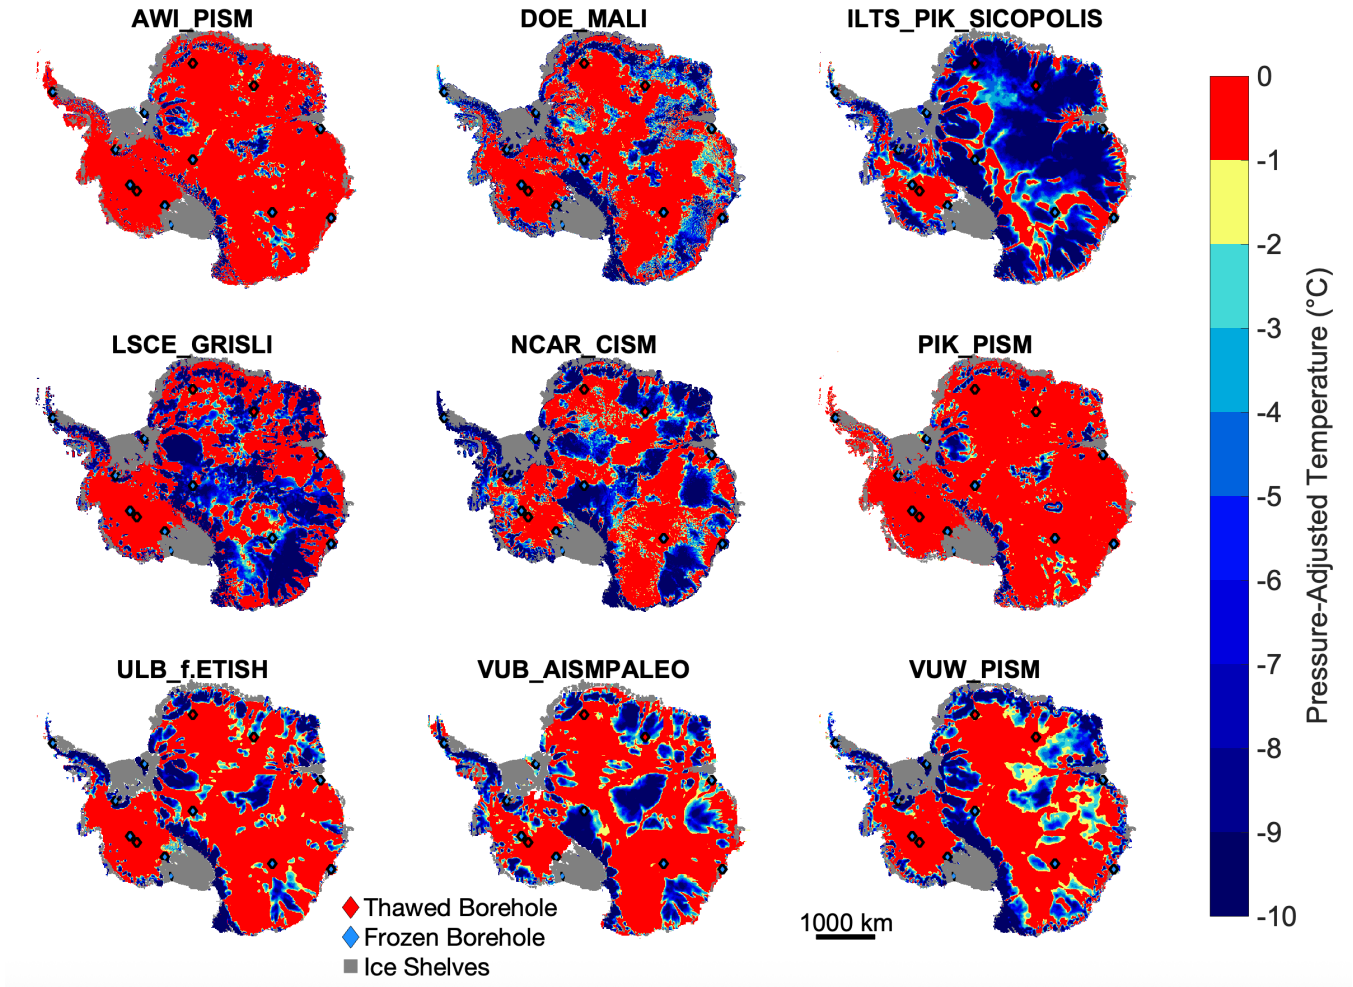 AWI_PISM
DOE_MALI
ILTS_PIK_SICOPOLIS
LSCE_GRISLI
NCAR_CISM
PIK_PISM
ULB_f.ETISH
VUB_AISMPALEO
VUW_PISM
Thawed Borehole
Frozen Borehole
Ice Shelves
1000 km
0
-1
-2
-3
-4
-5
-6
-7
-8
-9
-10
Pressure-Adjusted Temperature (°C)